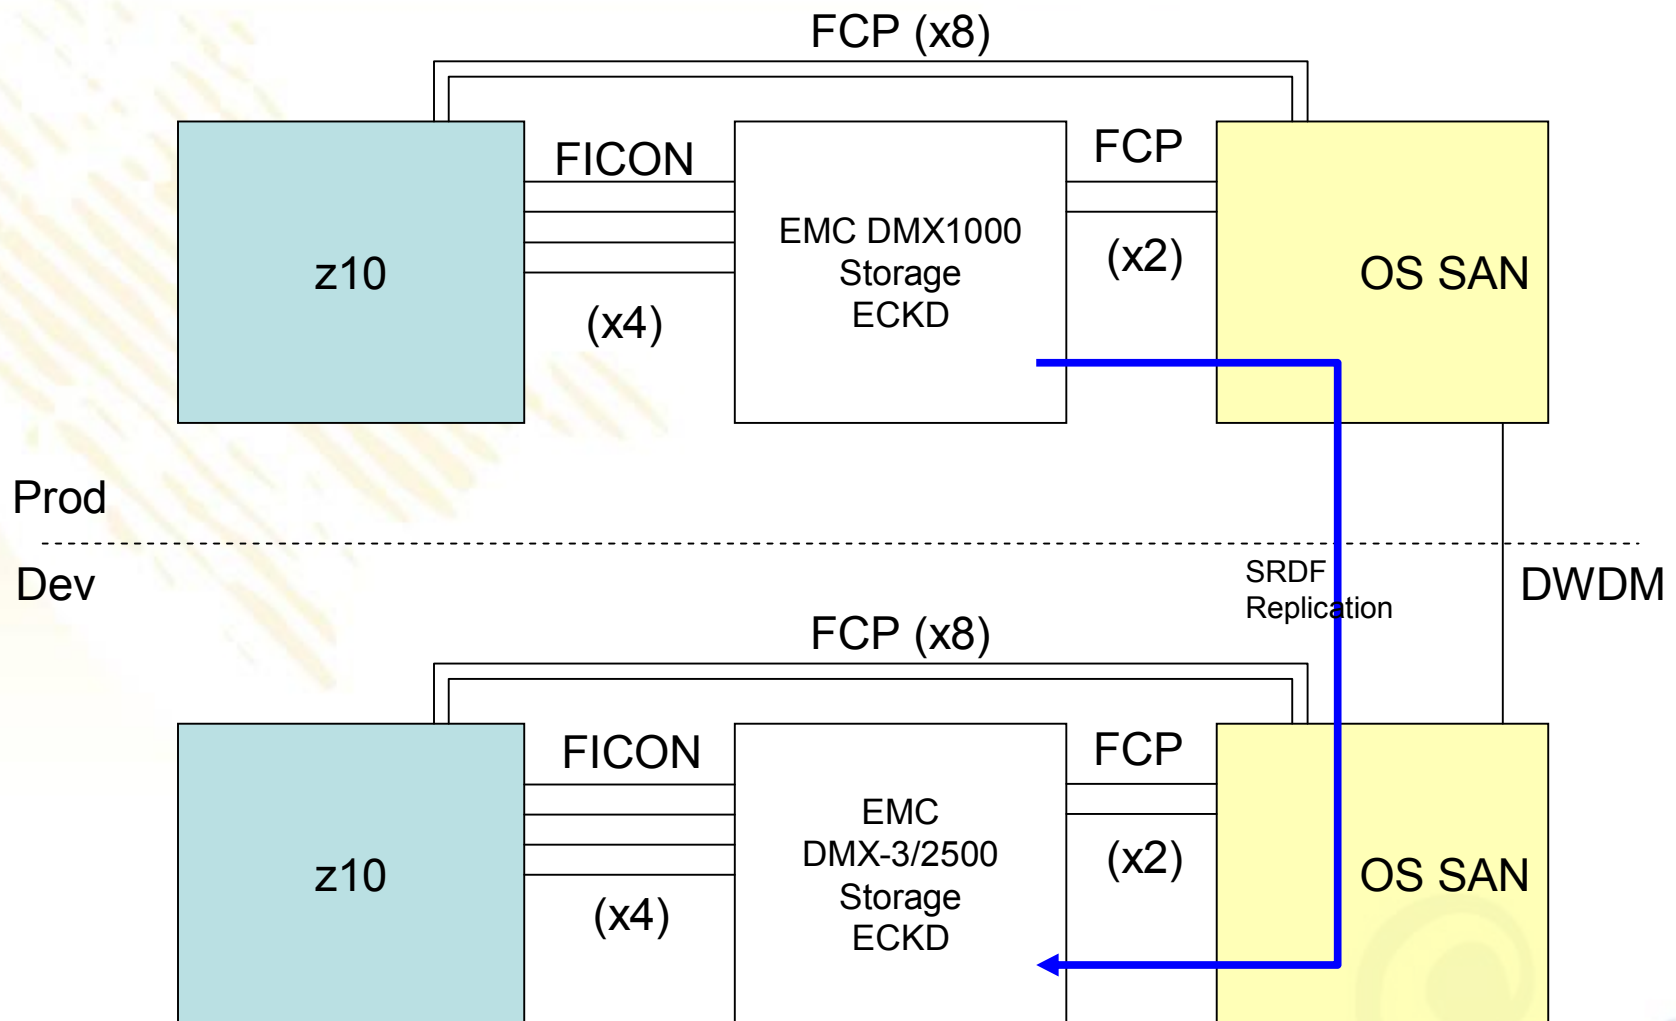 FCP (x8)
FICON
FCP
z10
EMC DMX1000
Storage
ECKD
(x2)
OS SAN
(x4)
Prod
Dev
SRDF
Replication
DWDM
FCP (x8)
FICON
FCP
z10
EMC
DMX-3/2500
Storage
ECKD
(x2)
OS SAN
(x4)